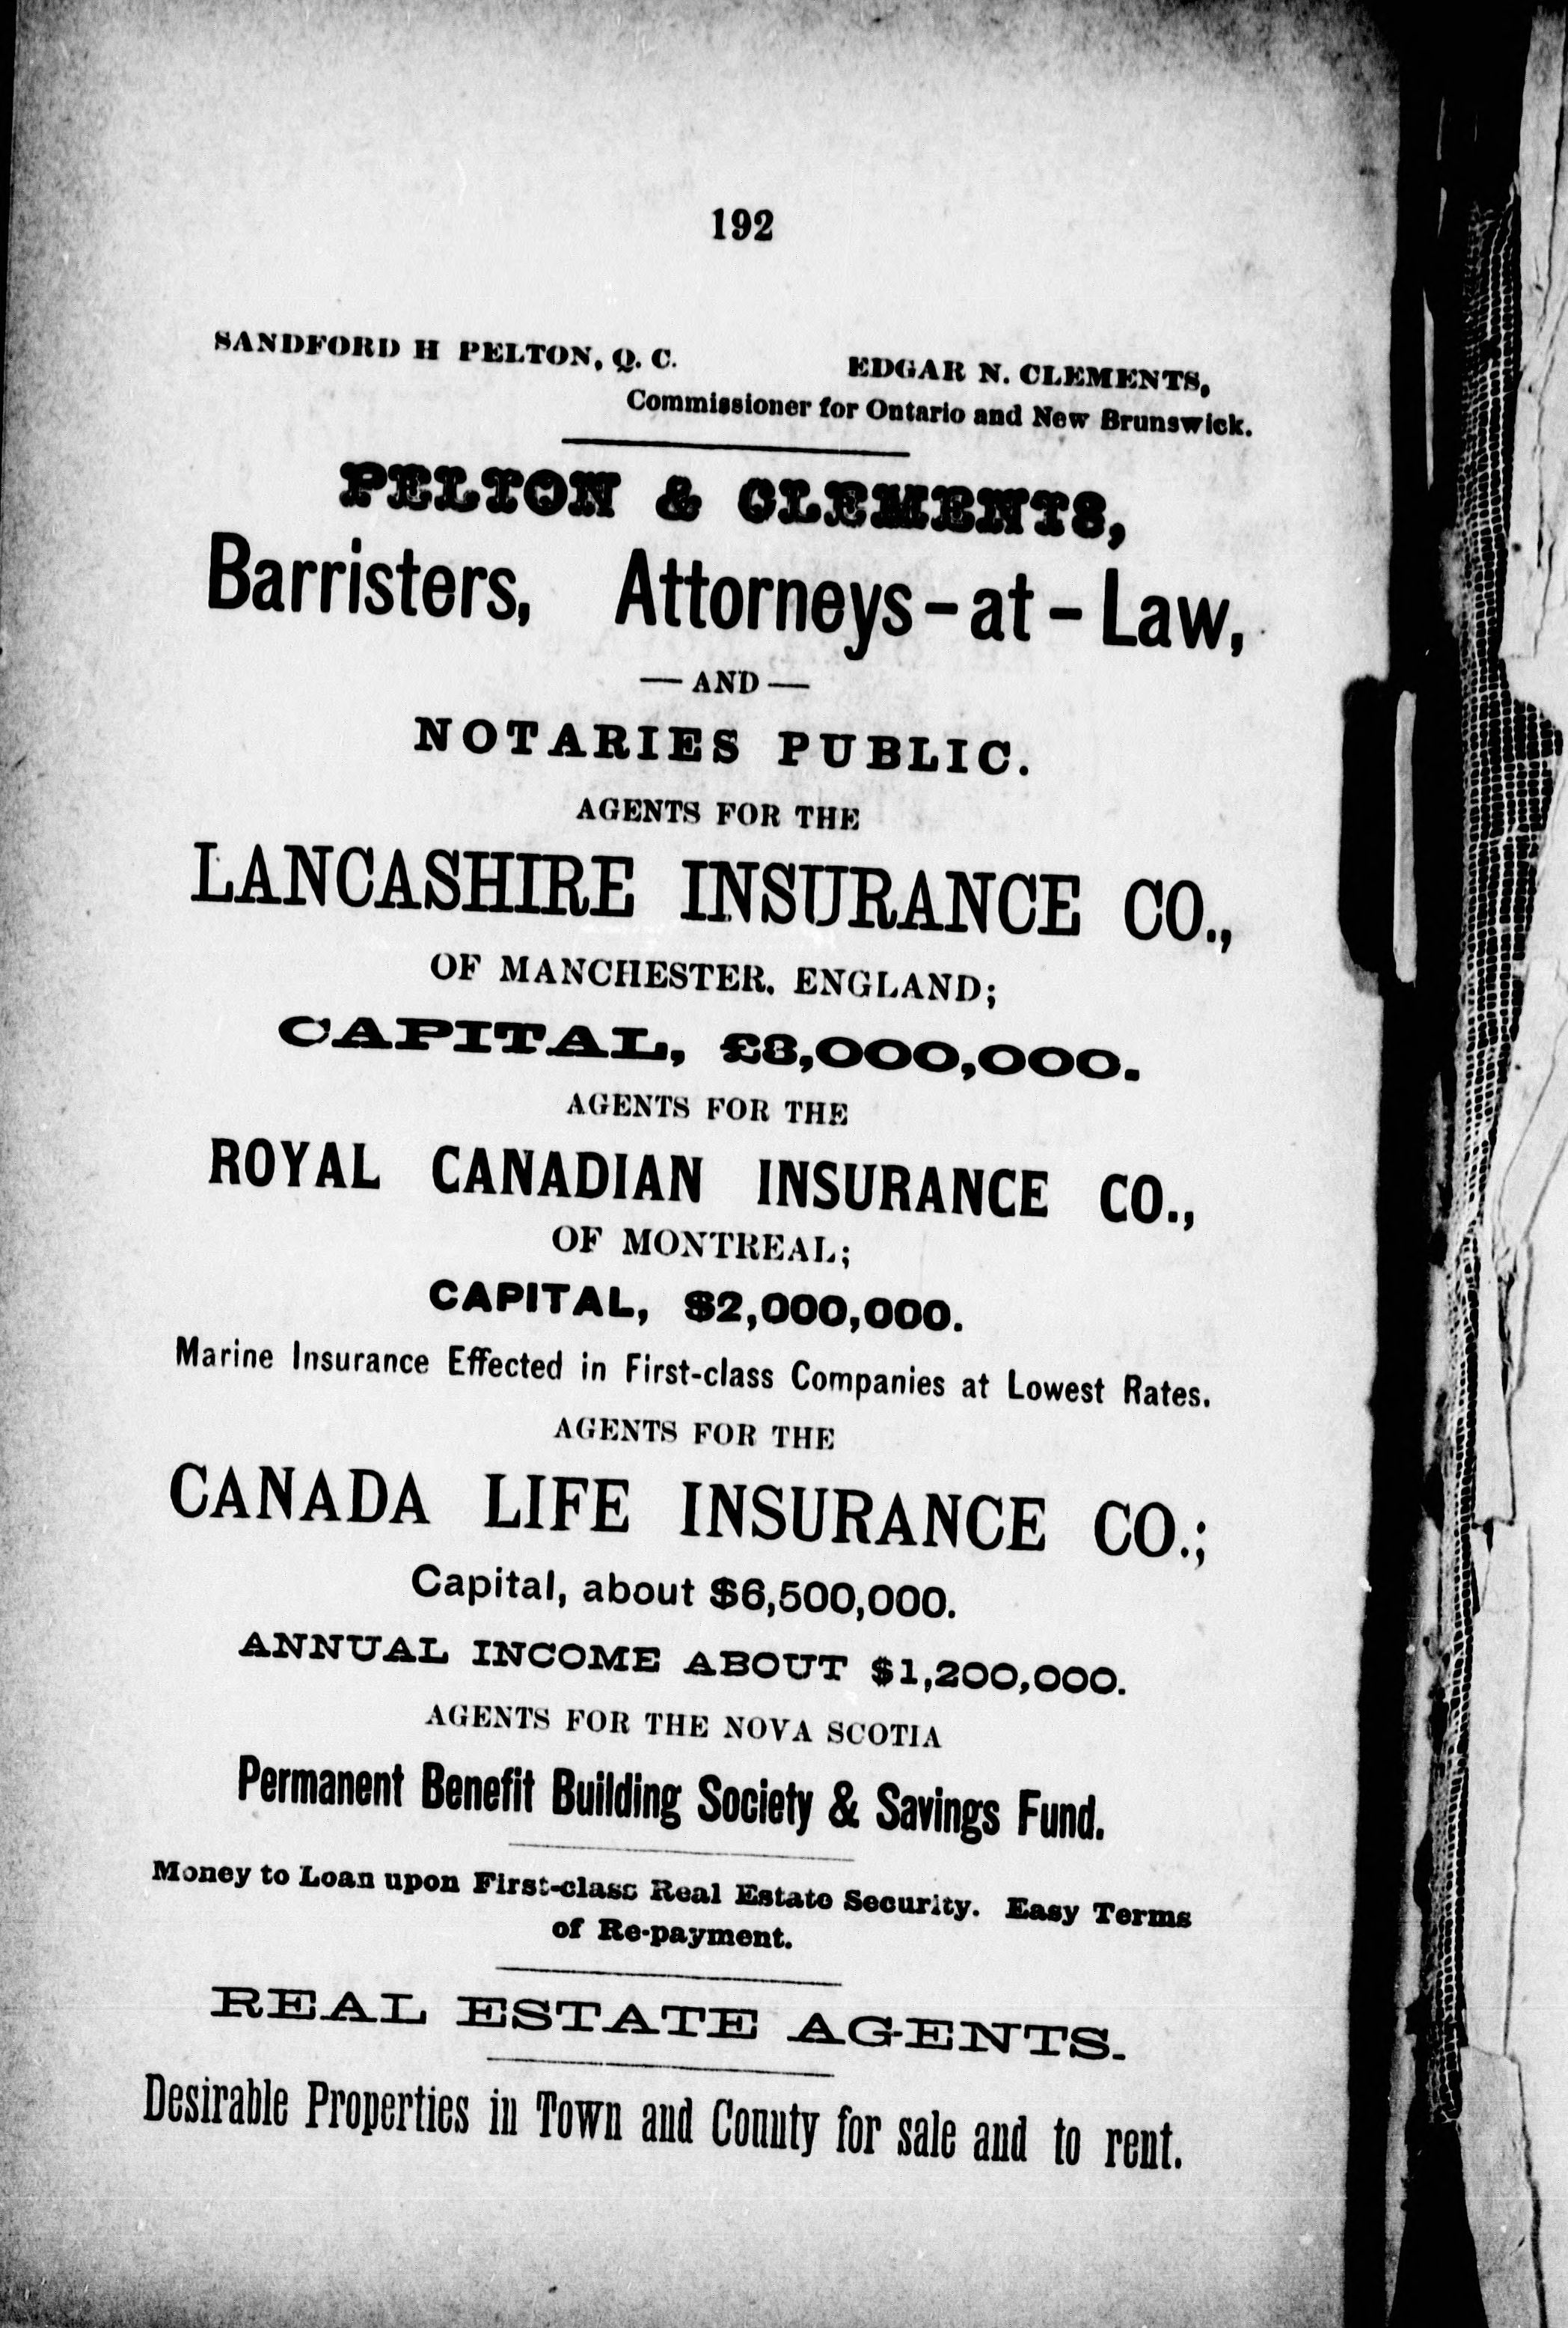 192
SANDFORD H PELTON, Q. C.
EDGAR N. CLEMENTS,
Commissioner for Ontario and New Brunswick.
PELTON & CLEMENTS,
Barristers, Attorneys-at-Law,
— AND —
NOTARIES PUBLIC.
AGENTS FOR THE
LANCASHIRE INSURANCE CO.,
OF MANCHESTER, ENGLAND;
CAPITAL, £3,000,000.
AGENTS FOR THE
ROYAL CANADIAN INSURANCE CO.,
OF MONTREAL;
CAPITAL, $2,000,000.
Marine Insurance Effected in First-class Companies at Lowest Rates.
AGENTS FOR THE
CANADA LIFE INSURANCE CO.;
Capital, about $6,500,000.
ANNUAL INCOME ABOUT $1,200,000.
AGENTS FOR THE NOVA SCOTIA
Permanent Benefit Building Society & Savings Fund.
Money to Loan upon First-class Real Estate Security. Easy Terms
of Re-payment.
REAL ESTATE AGENTS.
Desirable Properties in Town and Connty for sale and to rent.